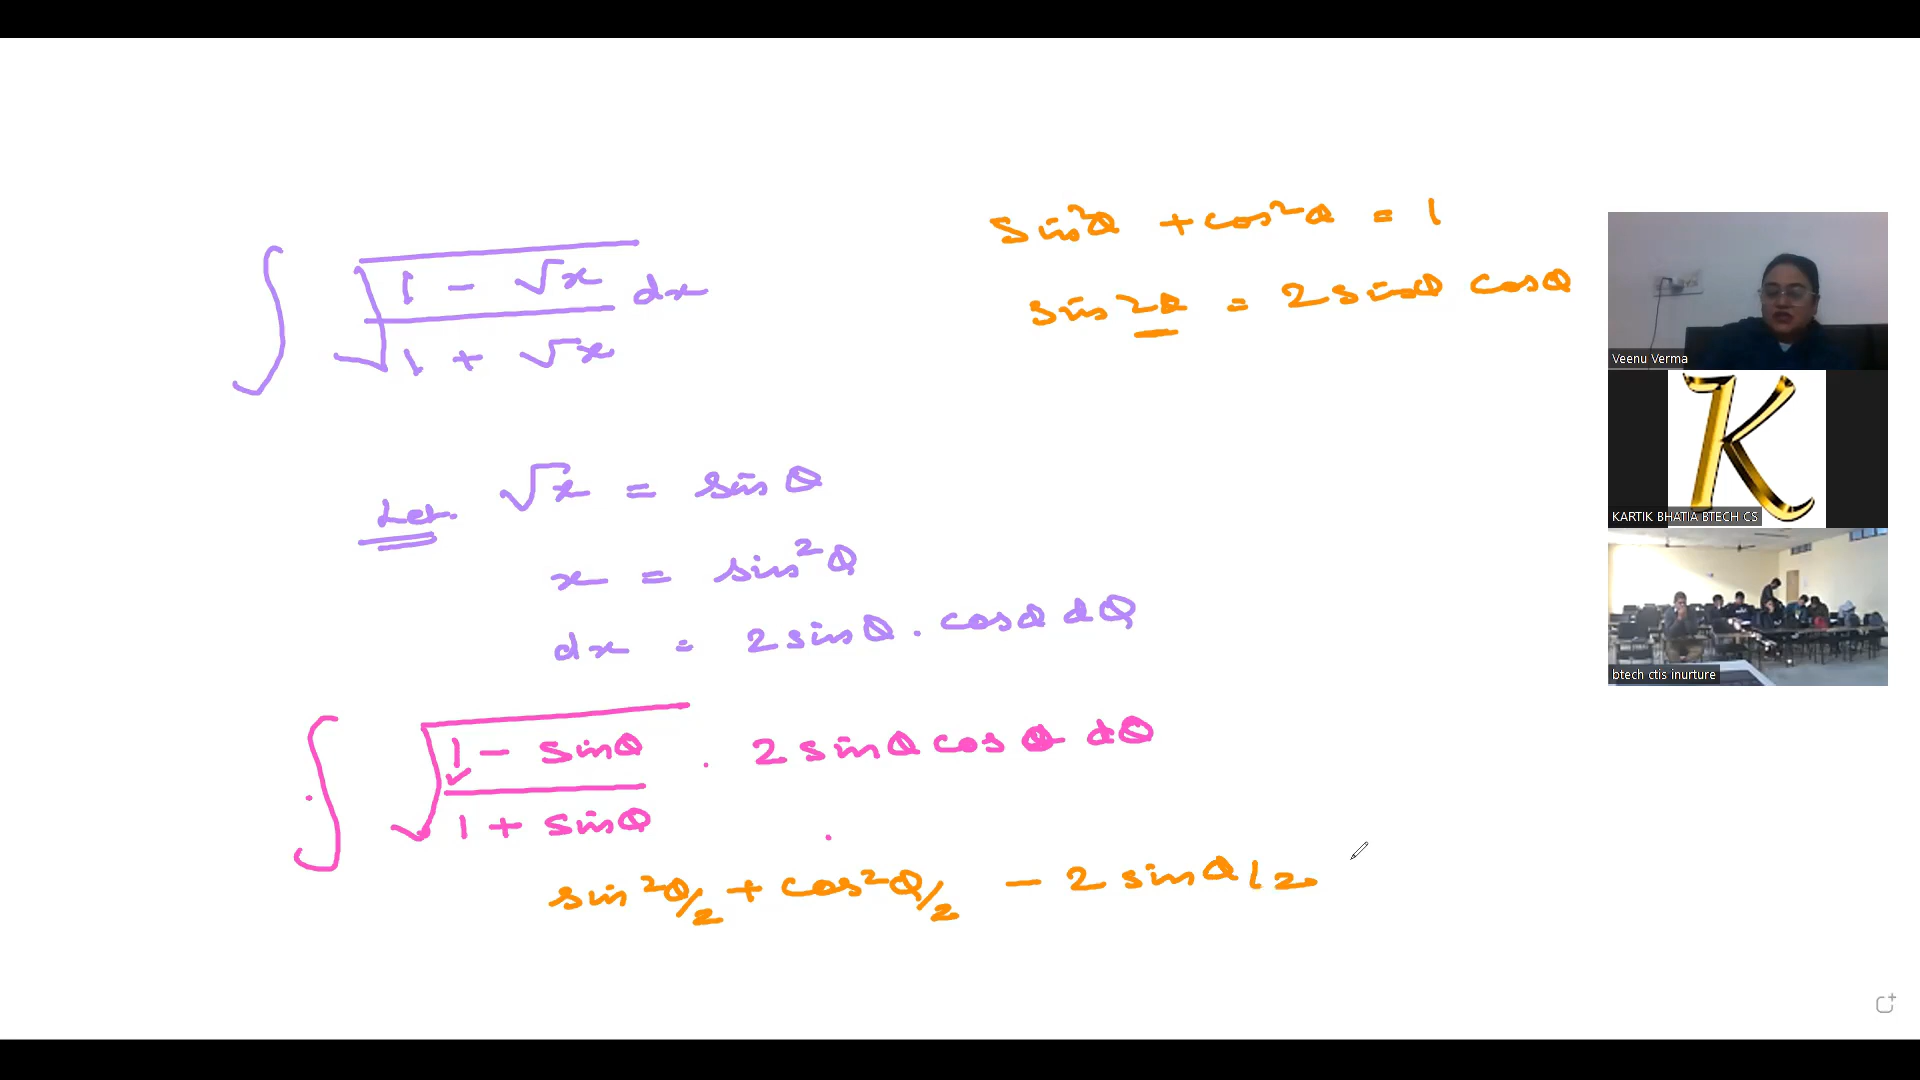 ∫ √((1 - √x)/(1 + √x)) dx
sin²θ + cos²θ = 1
sin 2θ = 2 sinθ cosθ
Let. √x = sin θ
x = sin²θ
dx = 2 sinθ . cosθ dθ
∫ √((1 - sinθ)/(1 + sinθ)) . 2 sinθ cos θ dθ
sin²θ/2 + cos²θ/2 - 2 sinθ/2
Veenu Verma
K
KARTIK BHATIA BTECH CS
btech ctis inurture